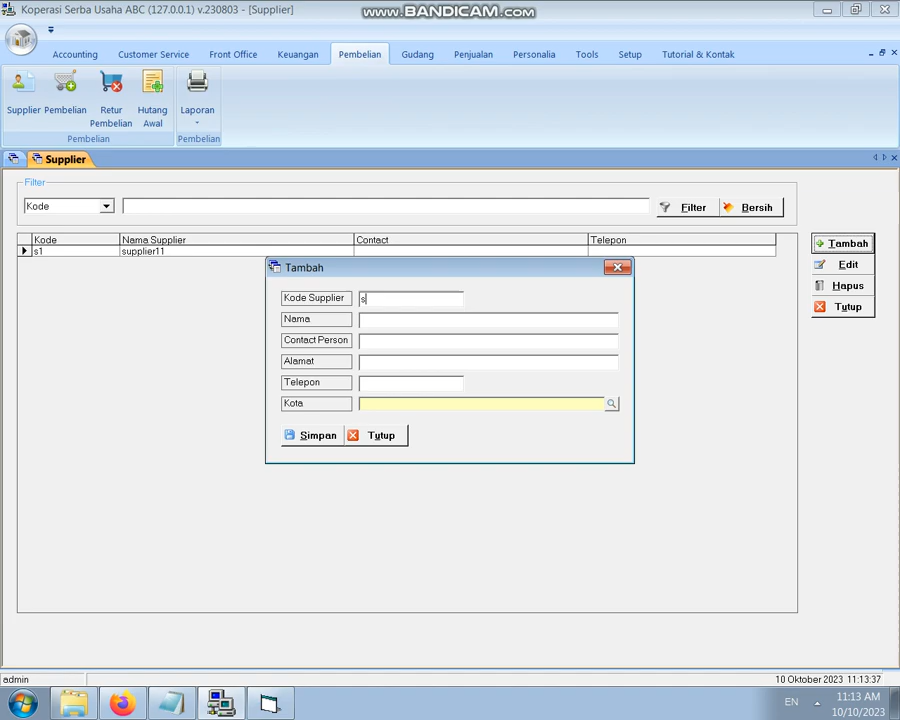 Koperasi Serba Usaha ABC (127.0.0.1) v.230803 - [Supplier]
www.BANDICAM.com
Accounting Customer Service Front Office Keuangan Pembelian Gudang Penjualan Personalia Tools Setup Tutorial & Kontak
Supplier Pembelian Retur Pembelian Hutang Awal Laporan
Pembelian Pembelian
Supplier
Filter
Kode Filter Bersih
Kode Nama Supplier Contact Telepon
s1 supplier11
Tambah
Edit
Hapus
Tutup
Tambah
Kode Supplier s
Nama
Contact Person
Alamat
Telepon
Kota
Simpan Tutup
admin 10 Oktober 2023 11:13:37
EN 11:13 AM
10/10/2023